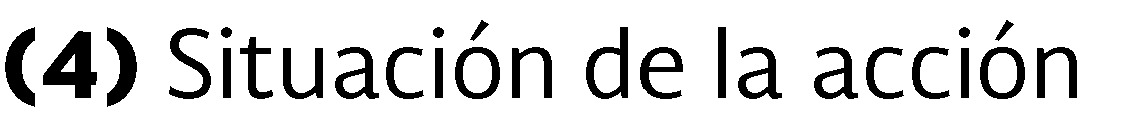 (4) Situación de la acción